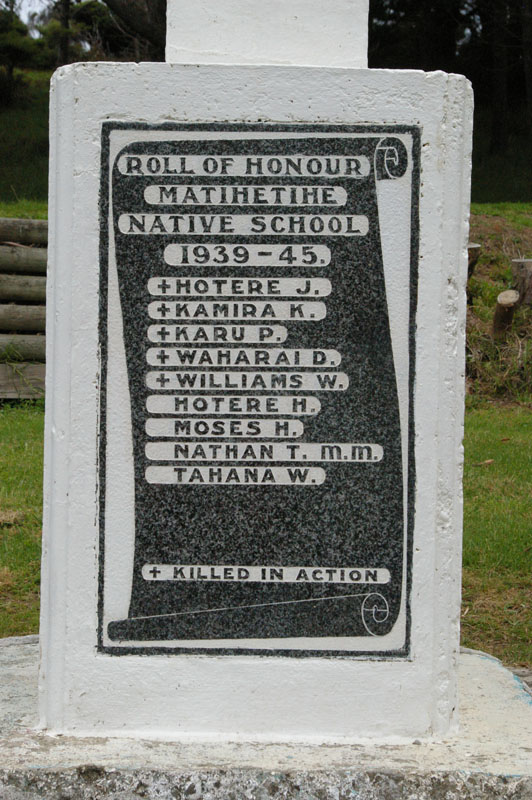 ROLL OF HONOUR
MATIHETIHE
NATIVE SCHOOL
1939-45.
+HOTERE J.
+KAMIRA K.
+KARU P.
+WAHARAI D.
+WILLIAMS W.
HOTERE H.
MOSES H.
NATHAN T. m.m.
TAHANA W.
+ KILLED IN ACTION